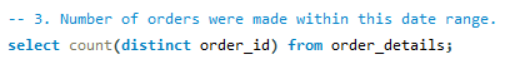 -- 3. Number of orders were made within this date range.
select count(distinct order_id) from order_details;